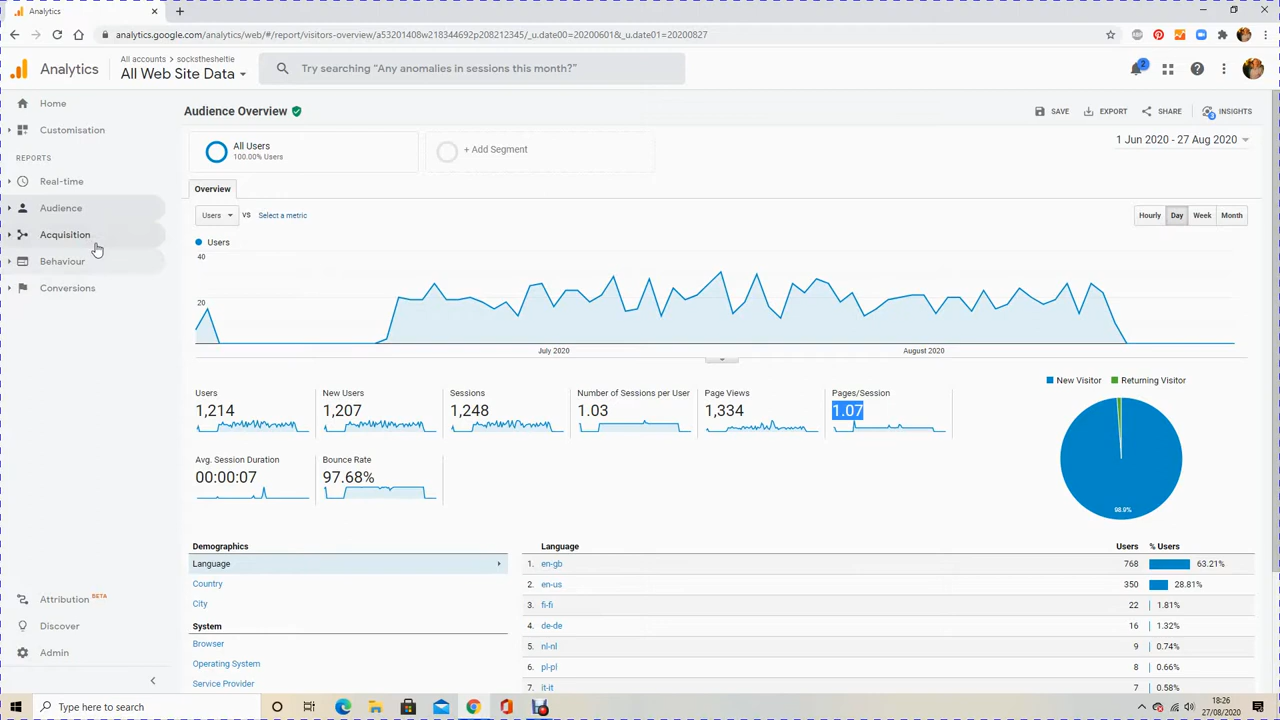 Analytics
analytics.google.com/analytics/web/#/report/visitors-overview/a53201408w218344692p208212345/_u.date00=20200601&_u.date01=20200827
Analytics
All accounts > socksthesheltie
All Web Site Data
Try searching "Any anomalies in sessions this month?"
2
Home
Customisation
REPORTS
Real-time
Audience
Acquisition
Behaviour
Conversions
Attribution BETA
Discover
Admin
Audience Overview
SAVE
EXPORT
SHARE
3
INSIGHTS
All Users
100.00% Users
+ Add Segment
1 Jun 2020 - 27 Aug 2020
Overview
Users
VS
Select a metric
Hourly
Day
Week
Month
Users
40
20
July 2020
August 2020
Users
1,214
New Users
1,207
Sessions
1,248
Number of Sessions per User
1.03
Page Views
1,334
Pages/Session
1.07
Avg. Session Duration
00:00:07
Bounce Rate
97.68%
New Visitor
Returning Visitor
98.9%
Demographics
Language
Country
City
System
Browser
Operating System
Service Provider
Language Users % Users
1. en-gb 768 63.21%
2. en-us 350 28.81%
3. fi-fi 22 1.81%
4. de-de 16 1.32%
5. nl-nl 9 0.74%
6. pl-pl 8 0.66%
7. it-it 7 0.58%
Type here to search
18:26
27/08/2020